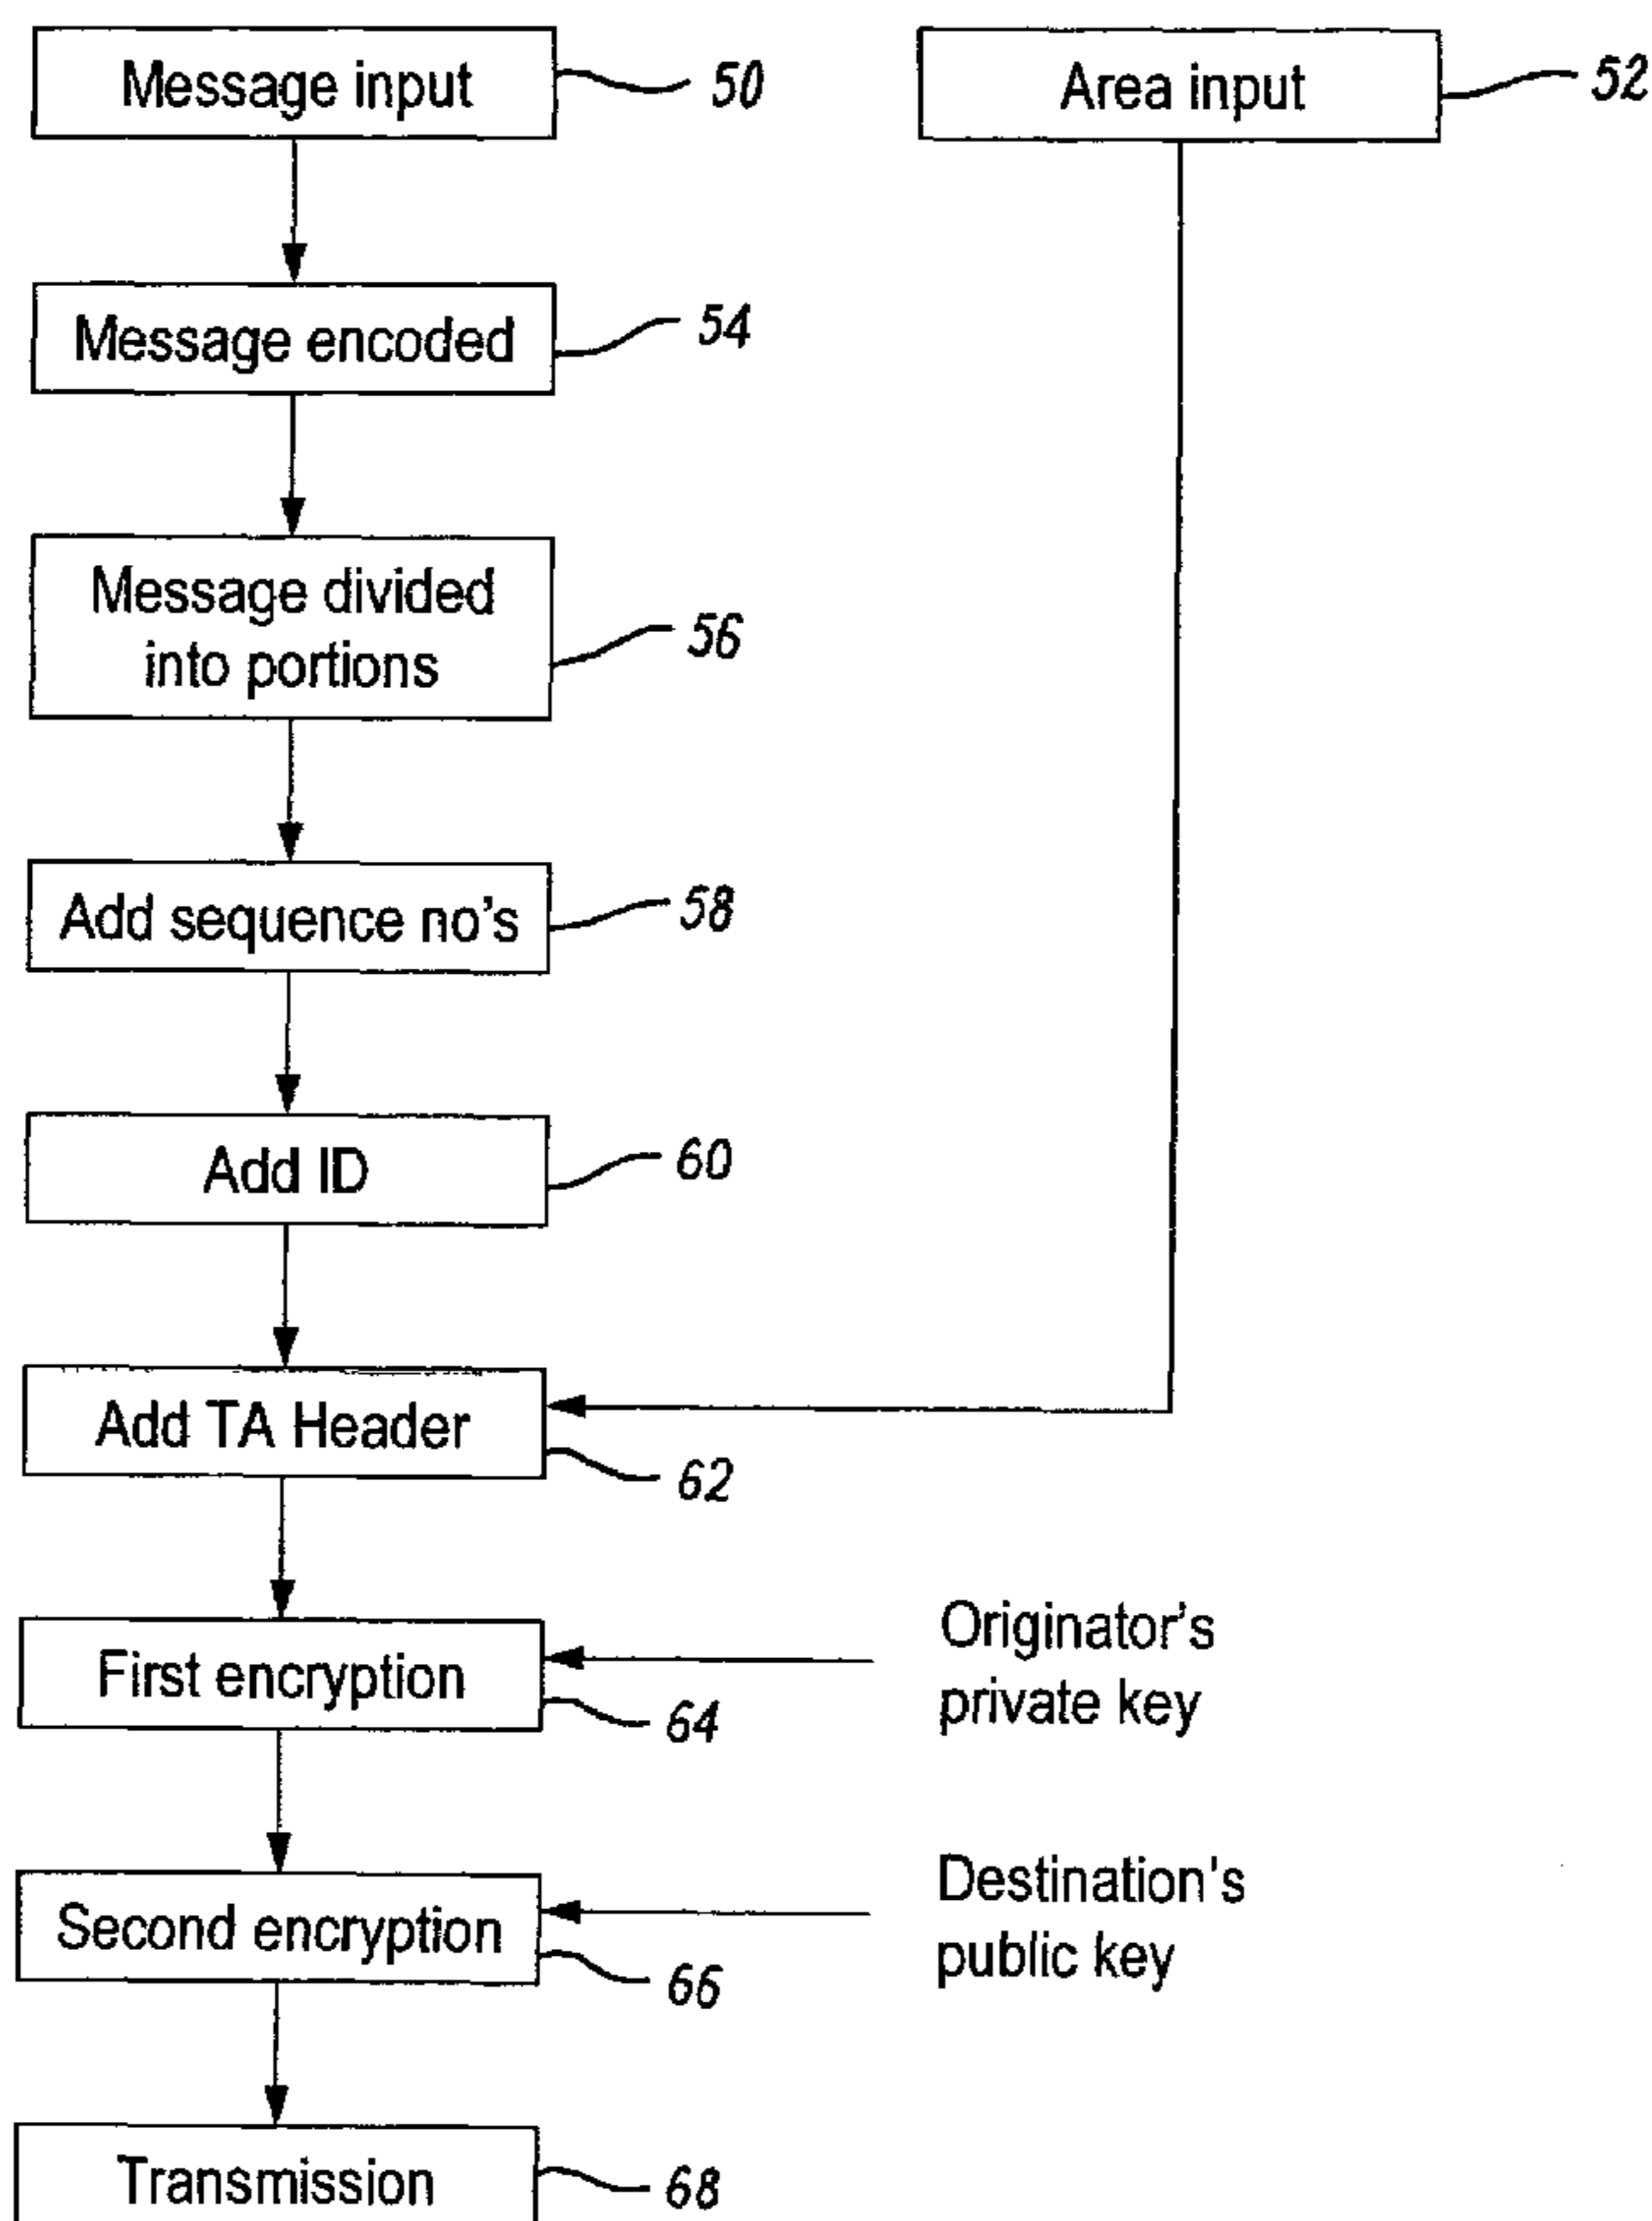 Message input
50
Area input
52
Message encoded
54
Message divided
into portions
56
Add sequence no's
58
Add ID
60
Add TA Header
62
First encryption
64
Originator's
private key
Second encryption
66
Destination's
public key
Transmission
68